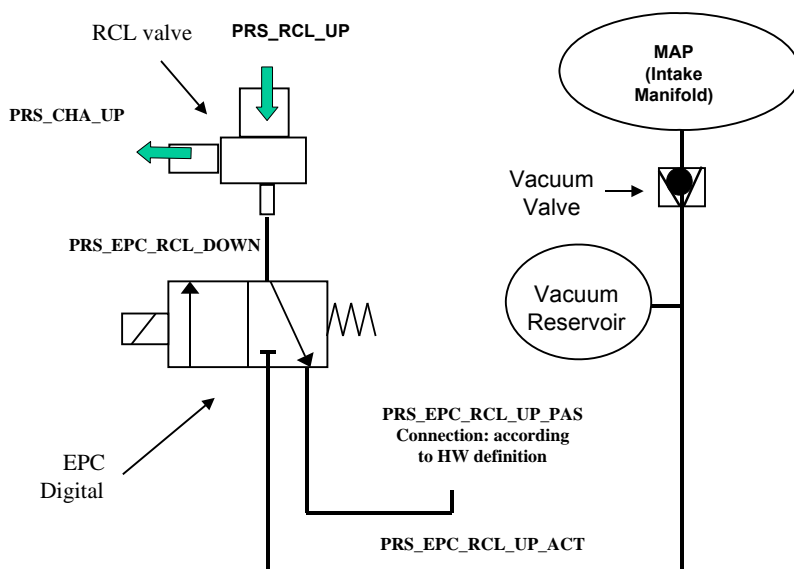 RCL valve
PRS_RCL_UP
MAP
(Intake
Manifold)
PRS_CHA_UP
Vacuum
Valve
PRS_EPC_RCL_DOWN
Vacuum
Reservoir
PRS_EPC_RCL_UP_PAS
Connection: according
to HW definition
EPC
Digital
PRS_EPC_RCL_UP_ACT